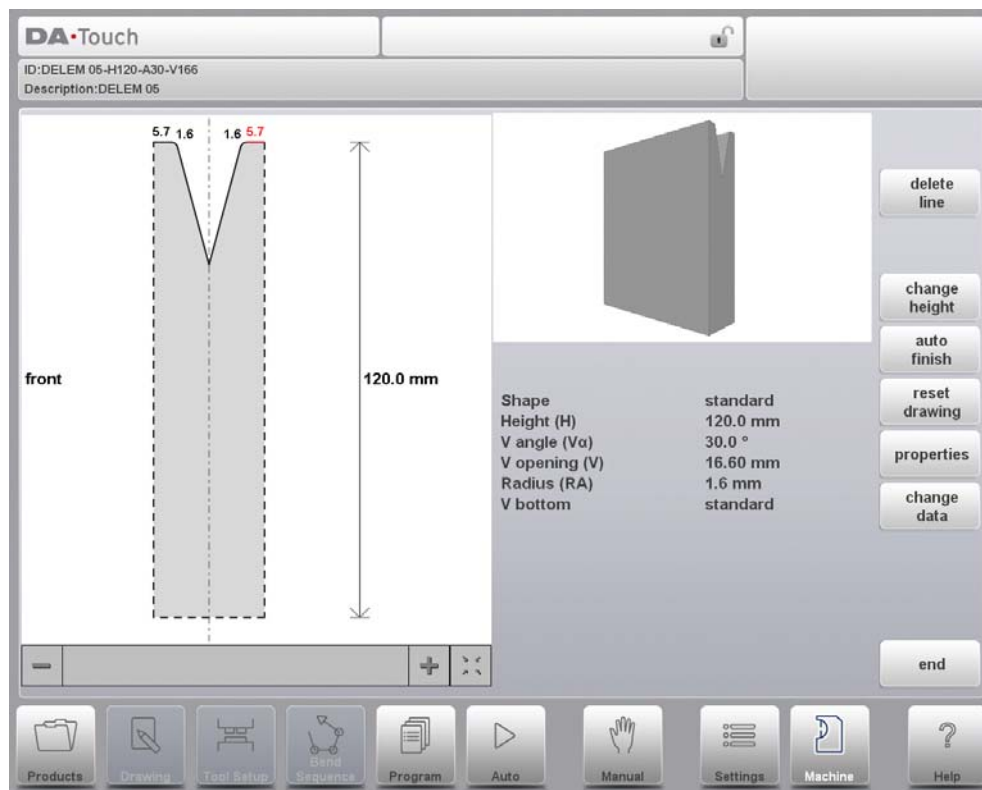 DA•Touch
ID:DELEM 05-H120-A30-V166
Description:DELEM 05
5.7 1.6 1.6 5.7
front
120.0 mm
Shape standard
Height (H) 120.0 mm
V angle (Vα) 30.0 °
V opening (V) 16.60 mm
Radius (RA) 1.6 mm
V bottom standard
delete
line
change
height
auto
finish
reset
drawing
properties
change
data
end
Products
Drawing
Tool Setup
Bend
Sequence
Program
Auto
Manual
Settings
Machine
Help